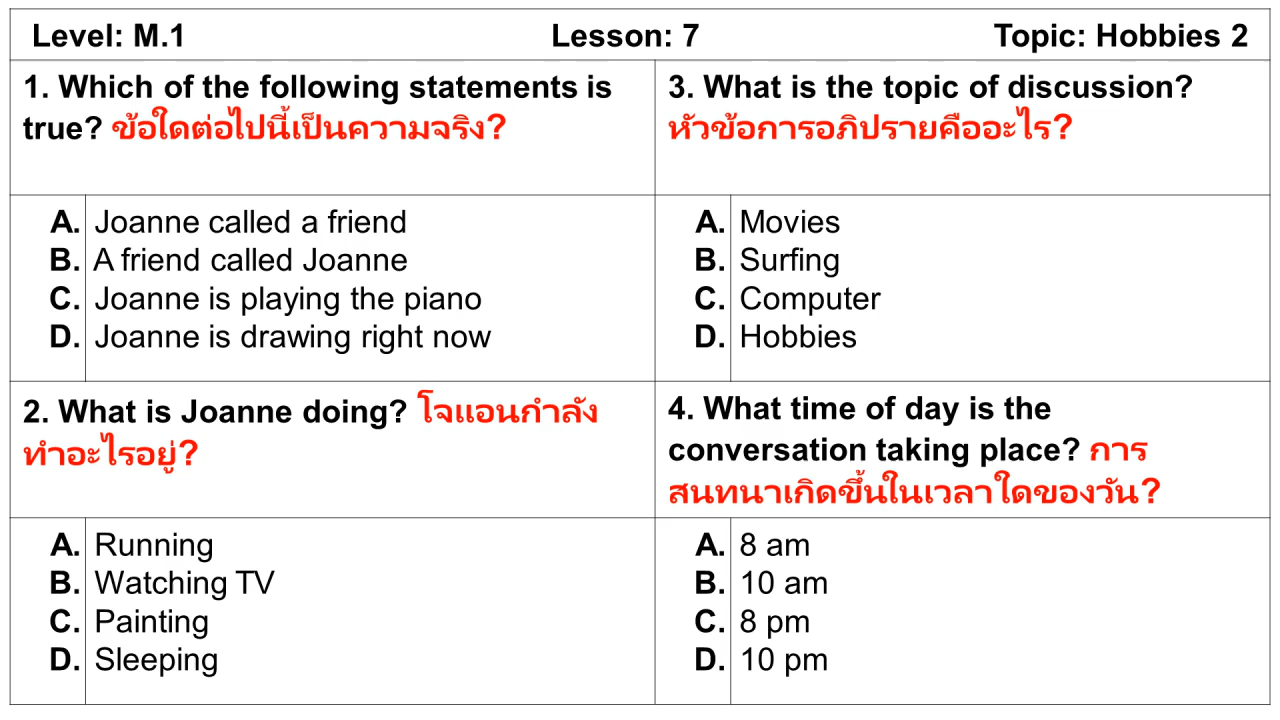 Level: M.1 Lesson: 7 Topic: Hobbies 2
1. Which of the following statements is
true? ข้อใดต่อไปนี้เป็นความจริง?
A. Joanne called a friend
B. A friend called Joanne
C. Joanne is playing the piano
D. Joanne is drawing right now
2. What is Joanne doing? โจแอนกำลัง
ทำอะไรอยู่?
A. Running
B. Watching TV
C. Painting
D. Sleeping
3. What is the topic of discussion?
หัวข้อการอภิปรายคืออะไร?
A. Movies
B. Surfing
C. Computer
D. Hobbies
4. What time of day is the
conversation taking place? การ
สนทนาเกิดขึ้นในเวลาใดของวัน?
A. 8 am
B. 10 am
C. 8 pm
D. 10 pm